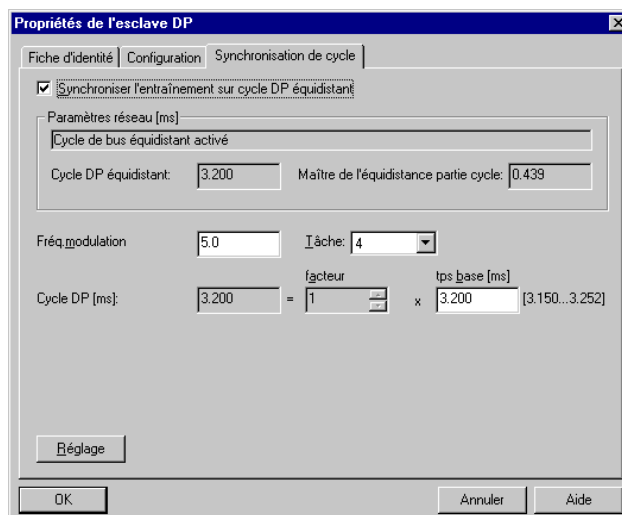 Propriétés de l'esclave DP
Fiche d'identité Configuration Synchronisation de cycle
Synchroniser l'entraînement sur cycle DP équidistant
Paramètres réseau [ms]
Cycle de bus équidistant activé
Cycle DP équidistant: 3.200 Maître de l'équidistance partie cycle: 0.439
Fréq.modulation 5.0 Tâche: 4
facteur tps base [ms]
Cycle DP [ms]: 3.200 = 1 x 3.200 [3.150...3.252]
Réglage
OK Annuler Aide